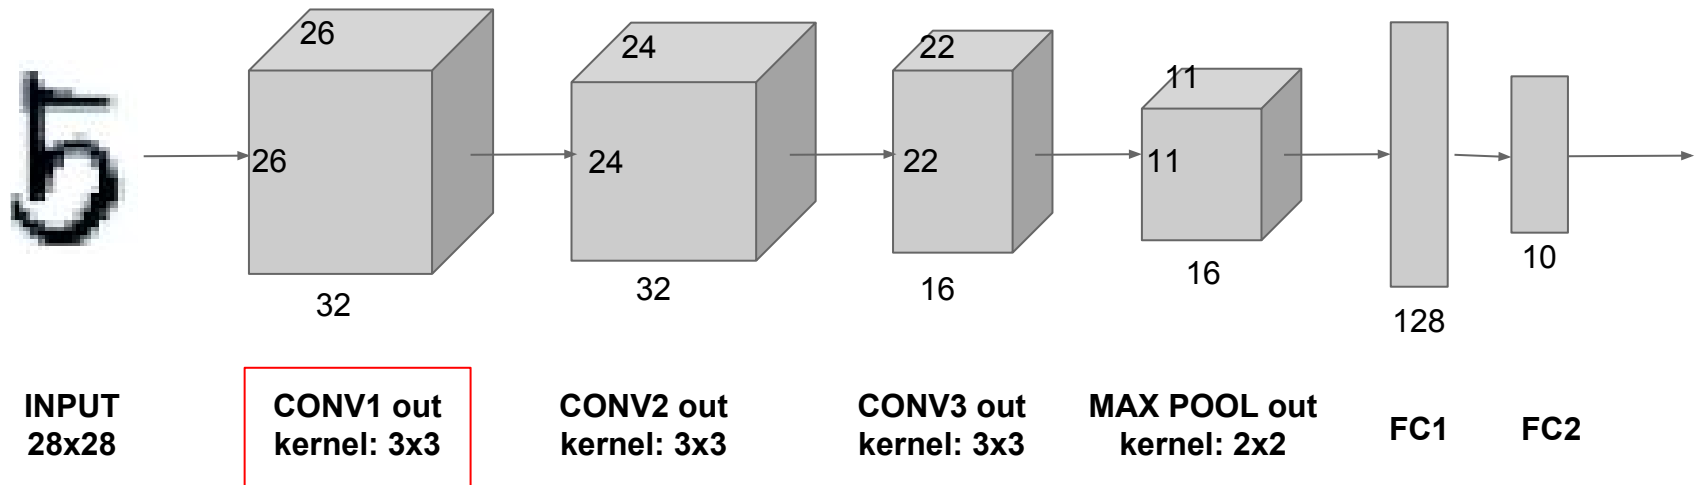 26
24
22
11
26
24
22
11
32
32
16
16
128
10
INPUT
28x28
CONV1 out
kernel: 3x3
CONV2 out
kernel: 3x3
CONV3 out
kernel: 3x3
MAX POOL out
kernel: 2x2
FC1
FC2
5